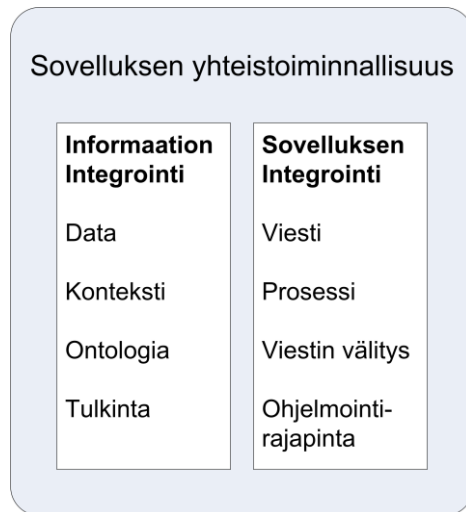 Sovelluksen yhteistoiminnallisuus
Informaation
Integrointi
Data
Konteksti
Ontologia
Tulkinta
Sovelluksen
Integrointi
Viesti
Prosessi
Viestin välitys
Ohjelmointi-
rajapinta